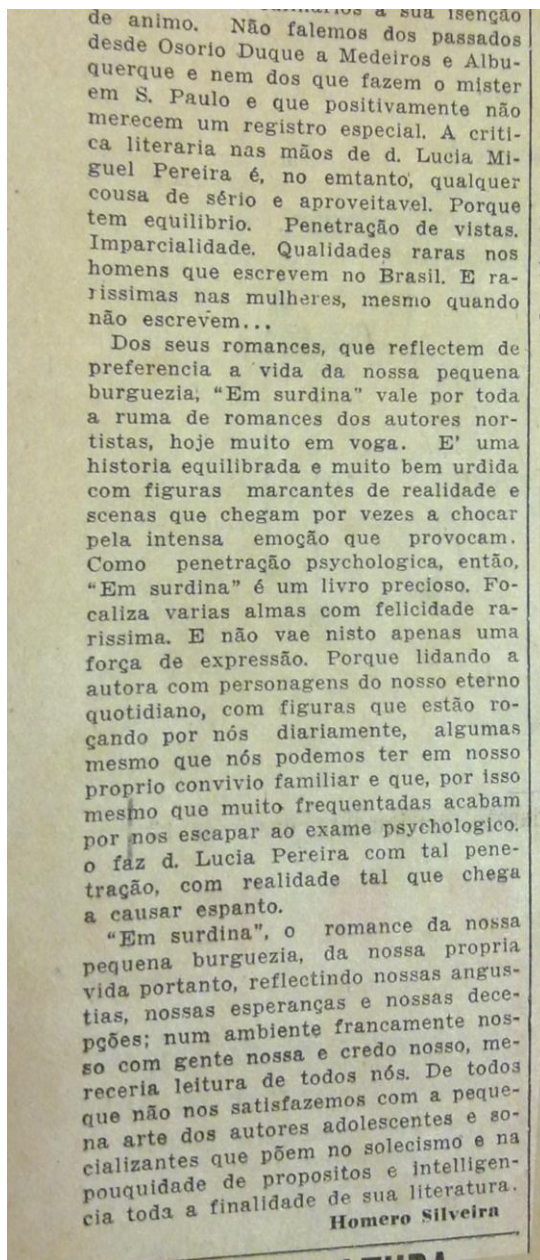 a sua isenção
de animo. Não falemos dos passados
desde Osorio Duque a Medeiros e Albu-
querque e nem dos que fazem o mister
em S. Paulo e que positivamente não
merecem um registro especial. A criti-
ca literaria nas mãos de d. Lucia Mi-
guel Pereira é, no emtanto, qualquer
cousa de sério e aproveitavel. Porque
tem equilibrio. Penetração de vistas.
Imparcialidade. Qualidades raras nos
homens que escrevem no Brasil. E ra-
rissimas nas mulheres, mesmo quando
não escrevem...
Dos seus romances, que reflectem de
preferencia a vida da nossa pequena
burguezia, "Em surdina" vale por toda
a ruma de romances dos autores nor-
tistas, hoje muito em voga. E' uma
historia equilibrada e muito bem urdida
com figuras marcantes de realidade e
scenas que chegam por vezes a chocar
pela intensa emoção que provocam.
Como penetração psychologica, então,
"Em surdina" é um livro precioso. Fo-
caliza varias almas com felicidade ra-
rissima. E não vae nisto apenas uma
força de expressão. Porque lidando a
autora com personagens do nosso eterno
quotidiano, com figuras que estão ro-
çando por nós diariamente, algumas
mesmo que nós podemos ter em nosso
proprio convivio familiar e que, por isso
mesmo que muito frequentadas acabam
por nos escapar ao exame psychologico.
o faz d. Lucia Pereira com tal pene-
tração, com realidade tal que chega
a causar espanto.
"Em surdina", o romance da nossa
pequena burguezia, da nossa propria
vida portanto, reflectindo nossas angus-
tias, nossas esperanças e nossas dece-
pções; num ambiente francamente nos-
so com gente nossa e credo nosso, me-
receria leitura de todos nós. De todos
que não nos satisfazemos com a peque-
na arte dos autores adolescentes e so-
cializantes que põem no solecismo e na
pouquidade de propositos e intelligen-
cia toda a finalidade de sua literatura.
Homero Silveira